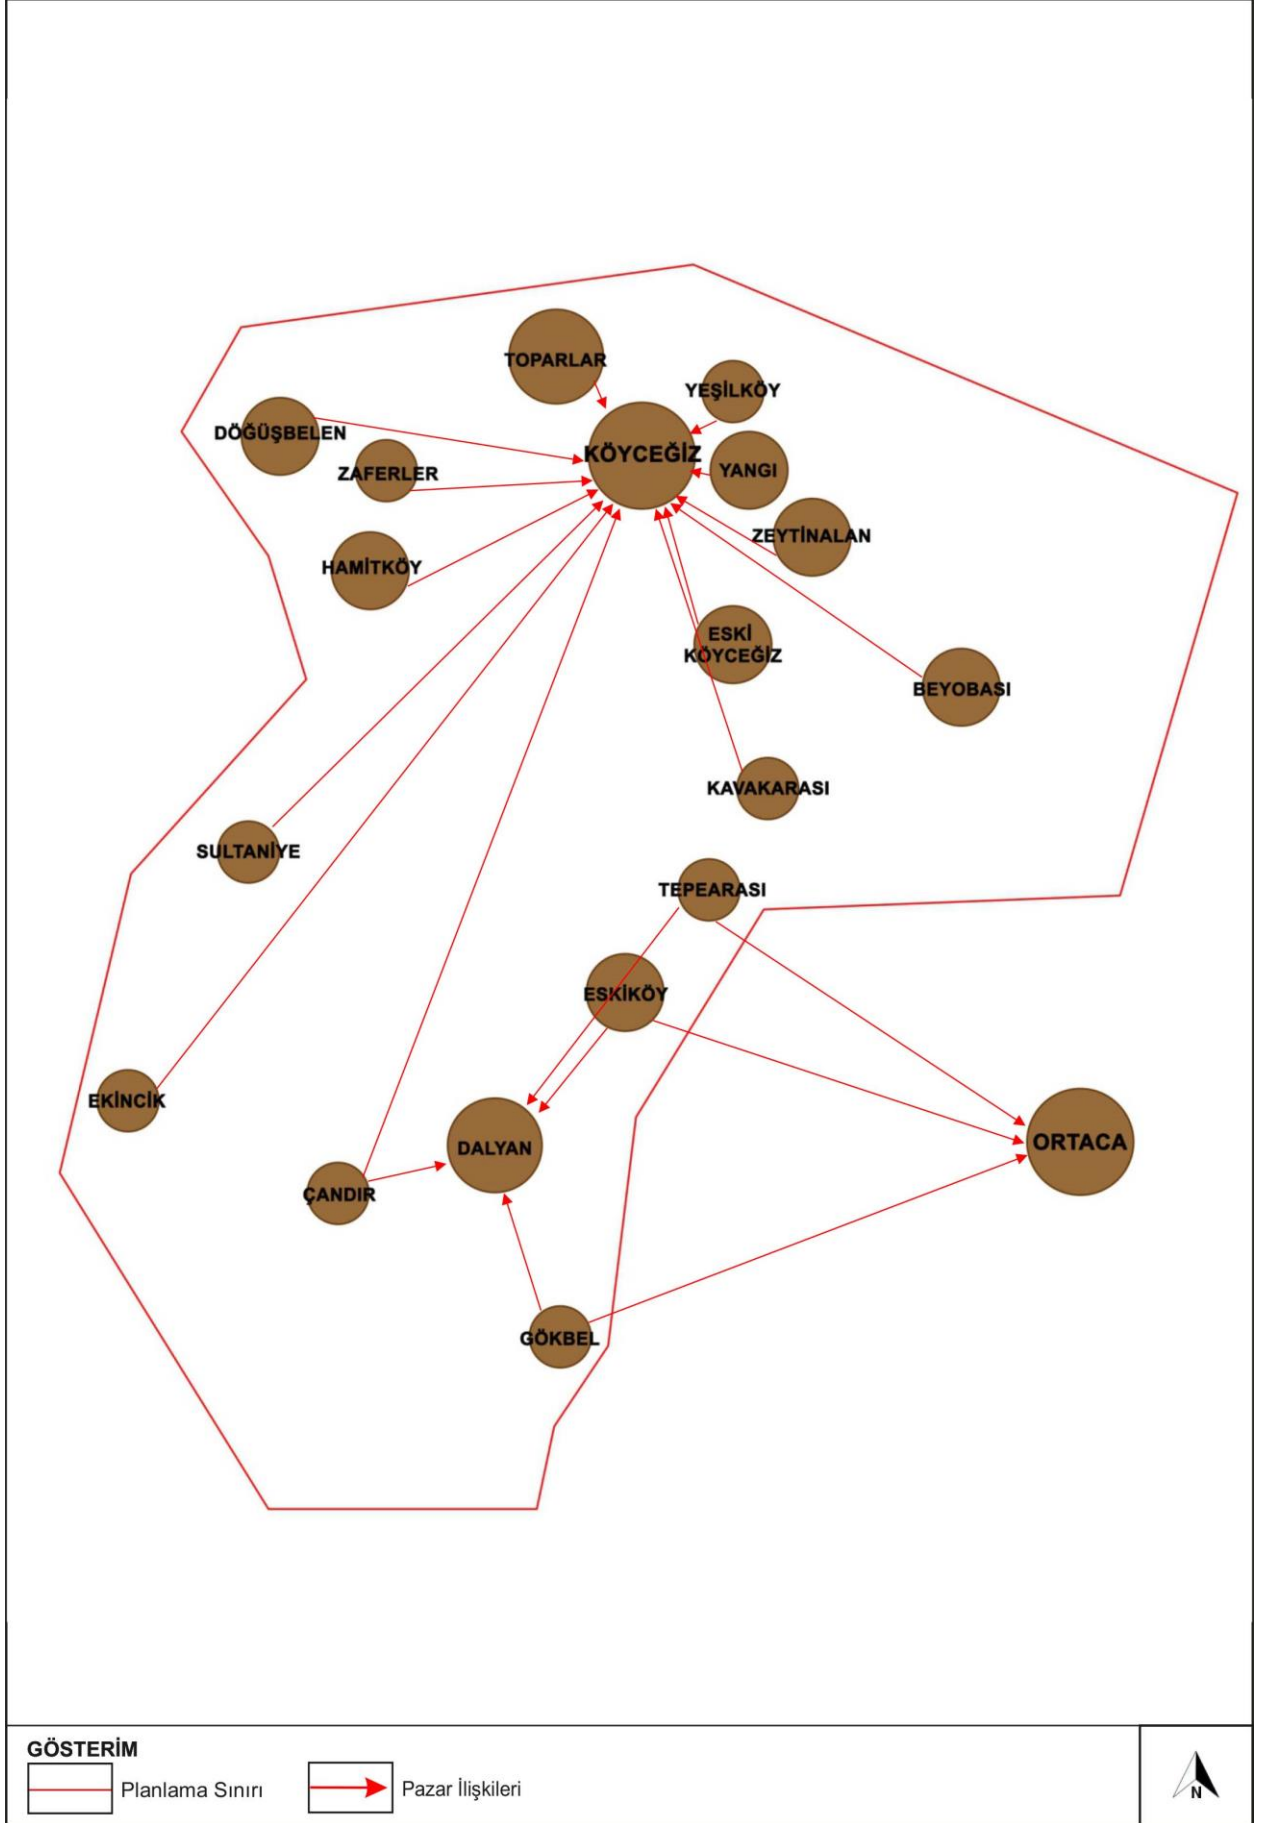 TOPARLAR
YEŞİLKÖY
DÖĞÜŞBELEN
KÖYCEĞİZ
ZAFERLER
YANGI
ZEYTİNALAN
HAMİTKÖY
ESKİ
KÖYCEĞİZ
BEYOBASI
KAVAKARASI
SULTANİYE
TEPEARASI
ESKİKÖY
EKİNCİK
DALYAN
ORTACA
ÇANDIR
GÖKBEL
GÖSTERİM
Planlama Sınırı
Pazar İlişkileri
N